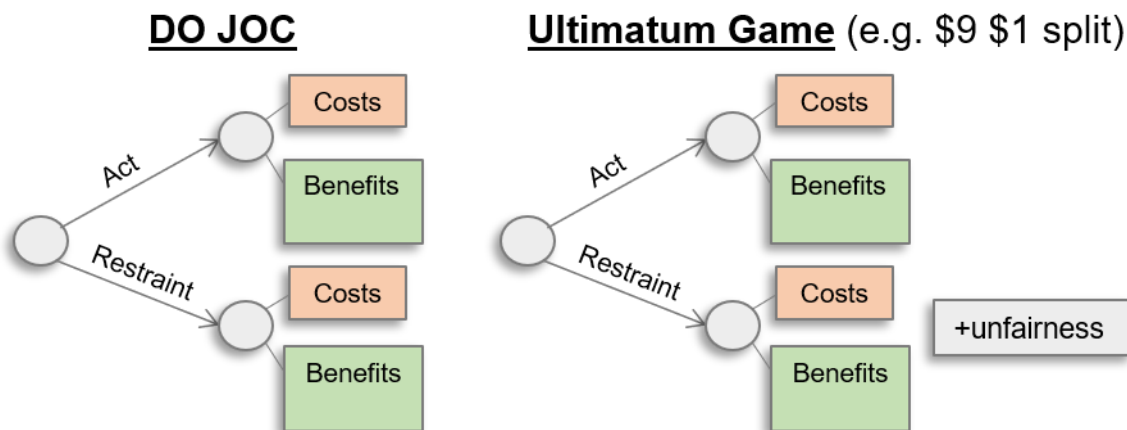 DO JOC
Ultimatum Game (e.g. $9 $1 split)
Act
Costs
Benefits
Restraint
Costs
Benefits
Act
Costs
Benefits
Restraint
Costs
Benefits
+unfairness